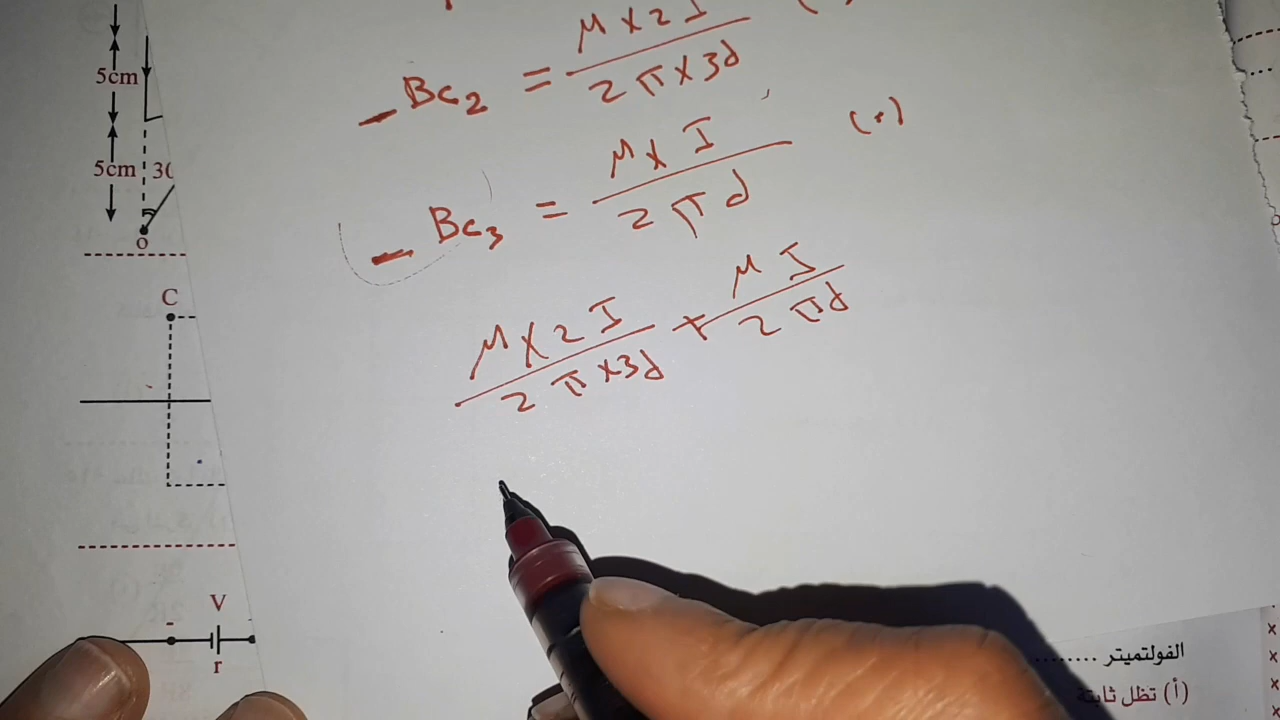 μ × 2 I
Bc₂ = ――――
2 π × 3d
μ × I
Bc₃ = ―――― (•)
2 π d
μ × 2 I / 2 π × 3d + μ I / 2 π d
5cm
5cm
30
o
C
V
r
الفولتميتر ........
(أ) تظل ثابتة